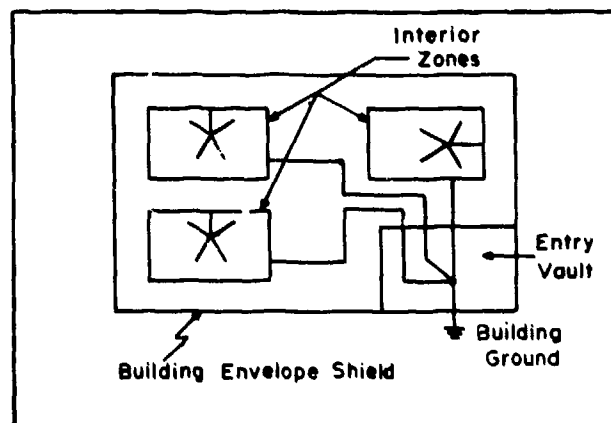 Interior
Zones
Entry
Vault
Building
Ground
Building Envelope Shield